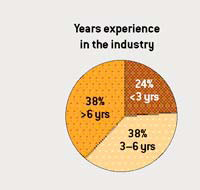 Years experience
in the industry
24%
<3 yrs
38%
>6 yrs
38%
3–6 yrs